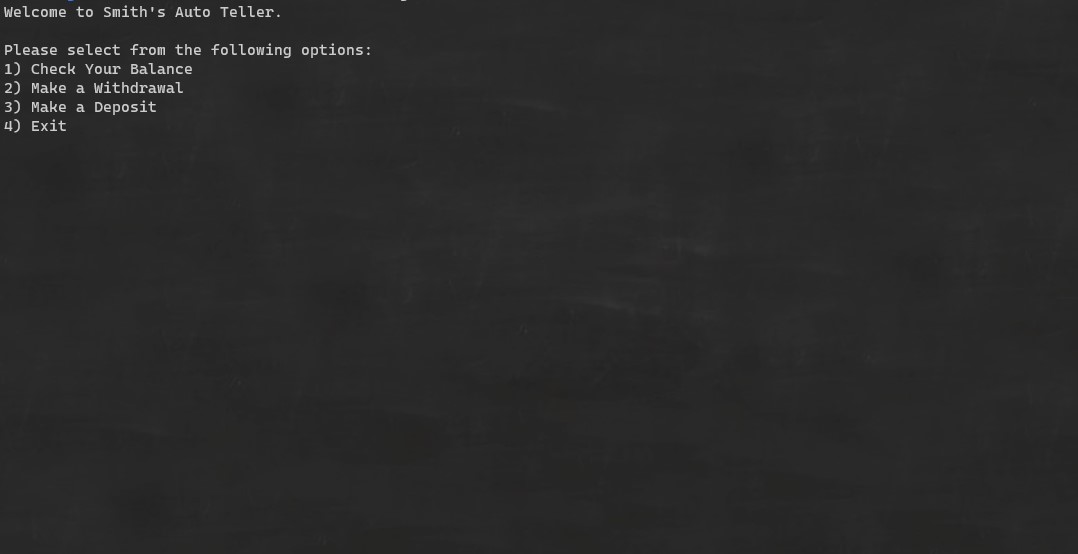 Welcome to Smith's Auto Teller.
Please select from the following options:
1) Check Your Balance
2) Make a Withdrawal
3) Make a Deposit
4) Exit